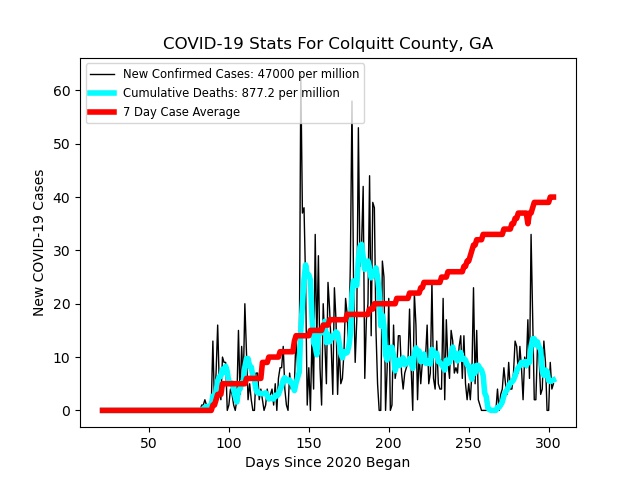 COVID-19 Stats For Colquitt County, GA
New Confirmed Cases: 47000 per million
Cumulative Deaths: 877.2 per million
7 Day Case Average
60
50
40
30
20
10
0
New COVID-19 Cases
50 100 150 200 250 300
Days Since 2020 Began